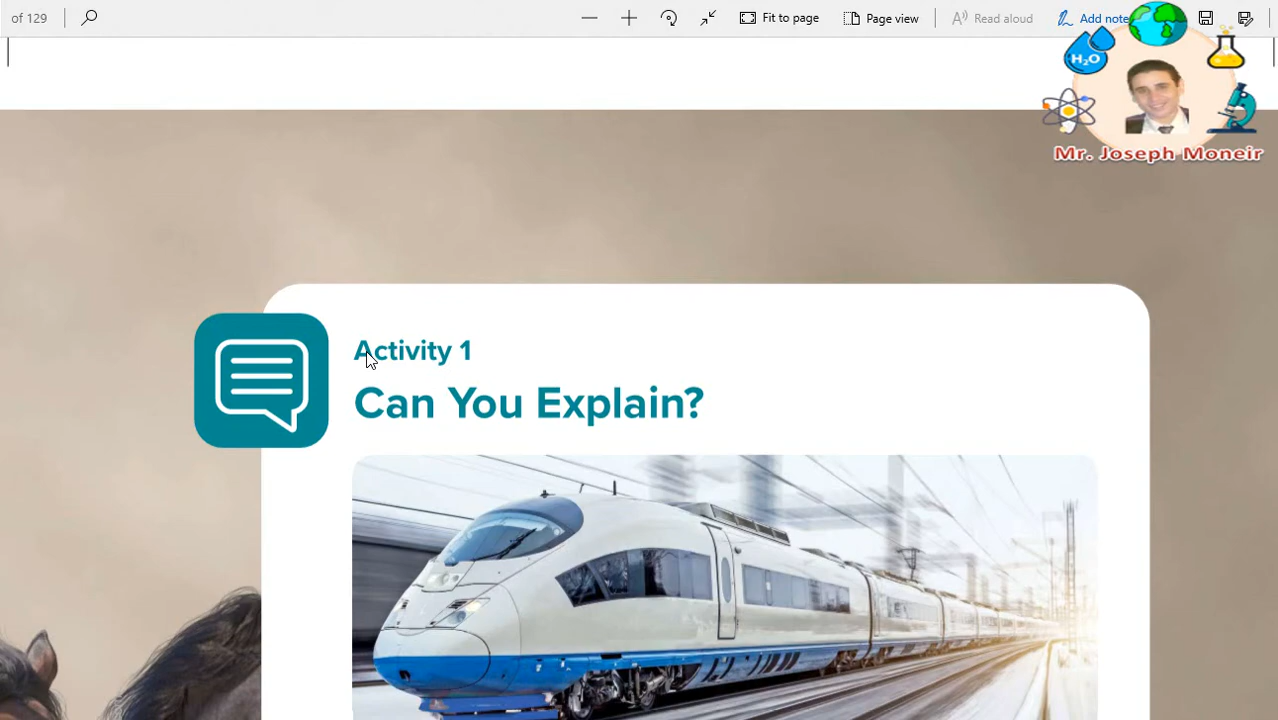 of 129
Fit to page
Page view
Read aloud
Add note
H₂O
Mr. Joseph Moneir
Activity 1
Can You Explain?